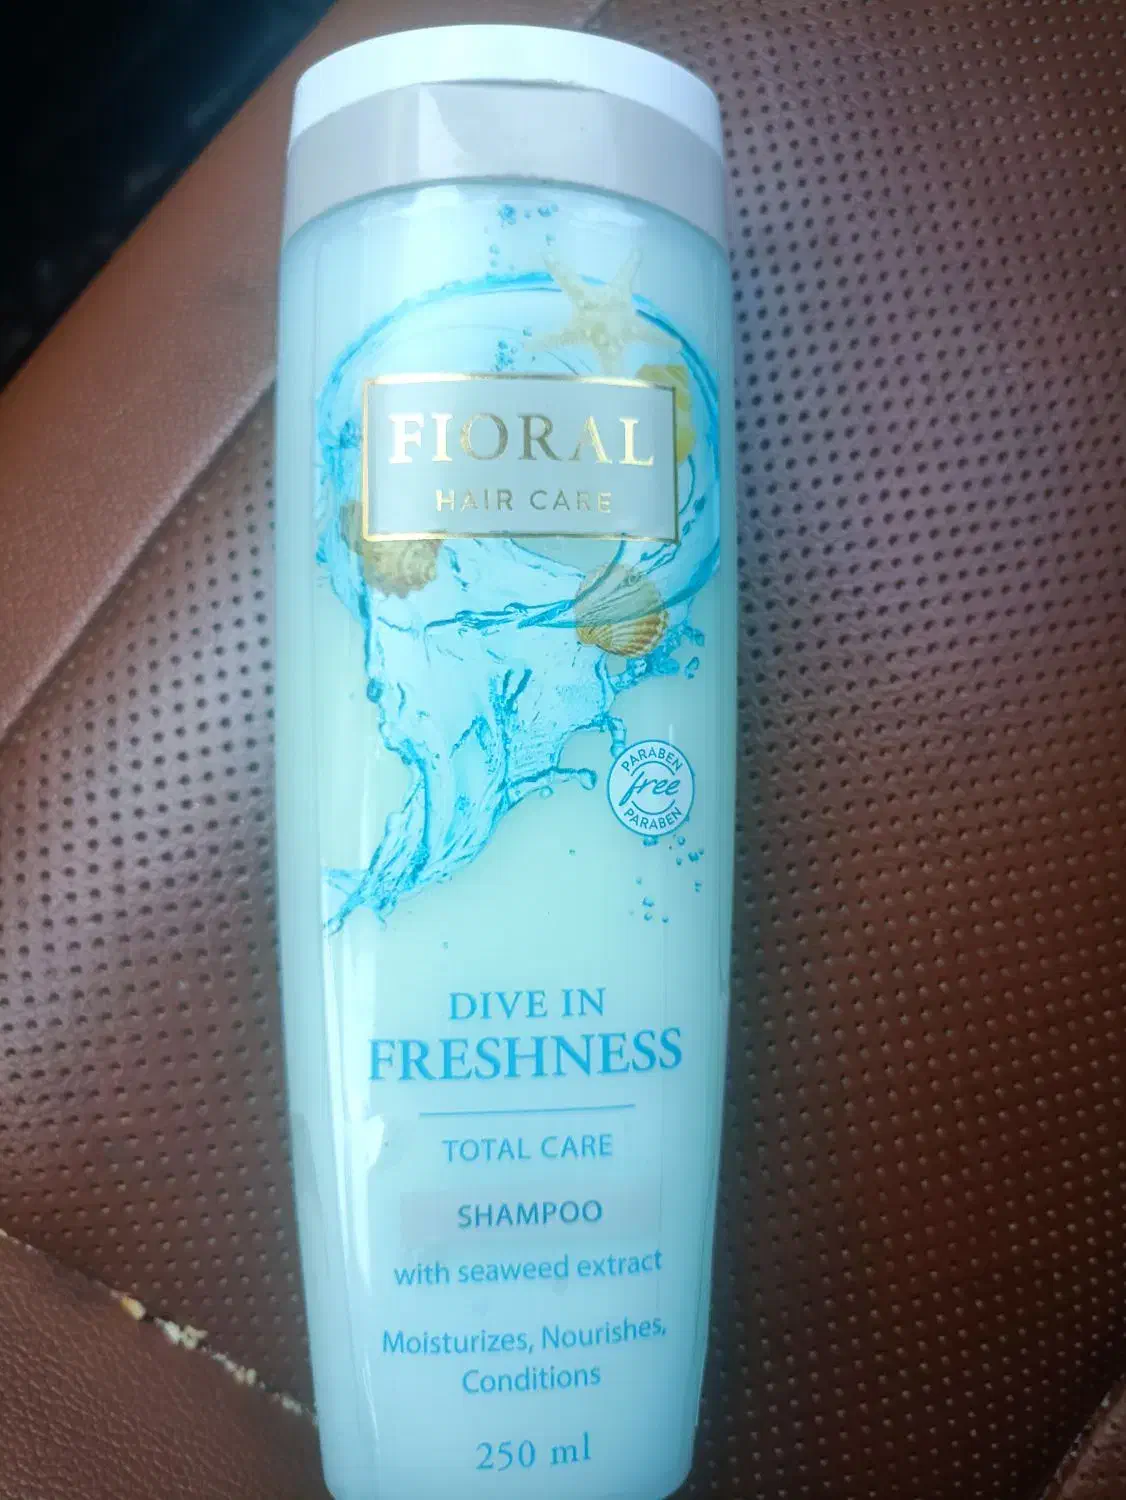 FIORAL
HAIR CARE
PARABEN
free
PARABEN
DIVE IN
FRESHNESS
TOTAL CARE
SHAMPOO
with seaweed extract
Moisturizes, Nourishes,
Conditions
250 ml